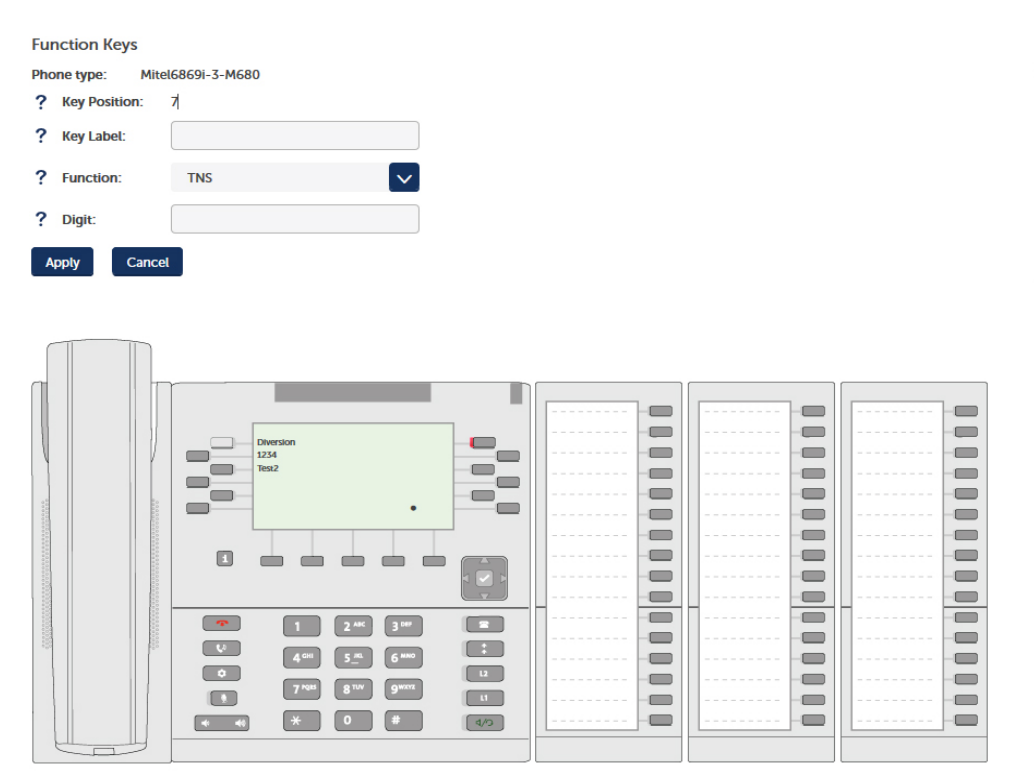 Function Keys
Phone type: Mitel6869i-3-M680
? Key Position: 7
? Key Label:
? Function: TNS
? Digit:
Apply Cancel
Diversion
1234
Test2
i
1 2 ABC 3 DEF
4 GHI 5 JKL 6 MNO
L2
7 PQRS 8 TUV 9 WXYZ
L1
* 0 #